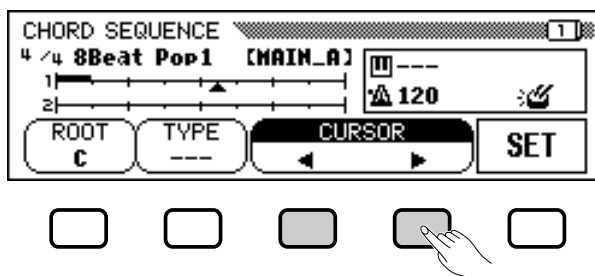 CHORD SEQUENCE 1
4/4 8Beat Pop1 [MAIN_A]
---
1
120
2
ROOT TYPE CURSOR SET
C --- ◄ ►